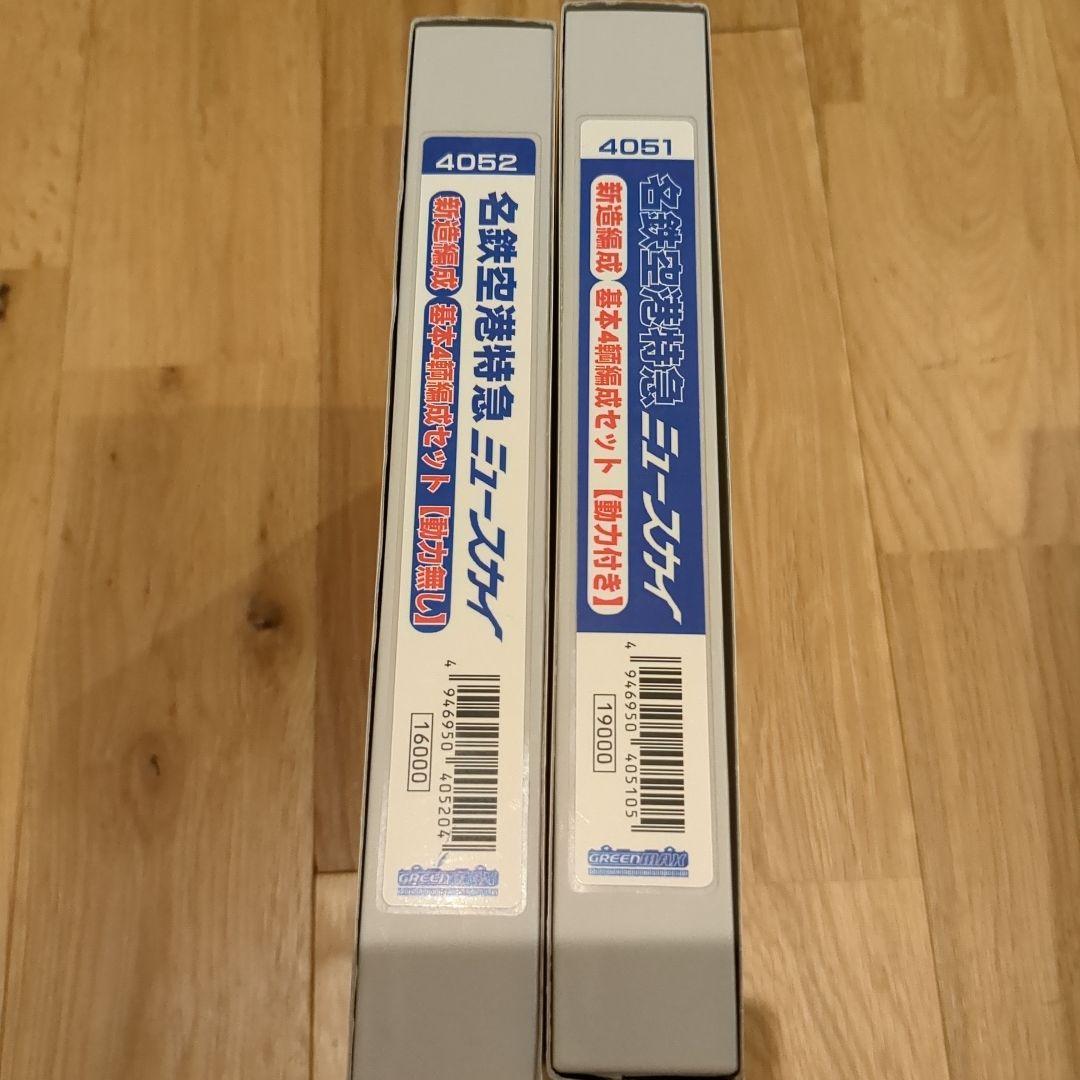 4052
名鉄空港特急 ミュースカイ
新造編成 基本4輌編成セット【動力無し】
4 946950 405204
16000
GREENMAX
4051
名鉄空港特急 ミュースカイ
新造編成 基本4輌編成セット【動力付き】
4 946950 405105
19000
GREENMAX